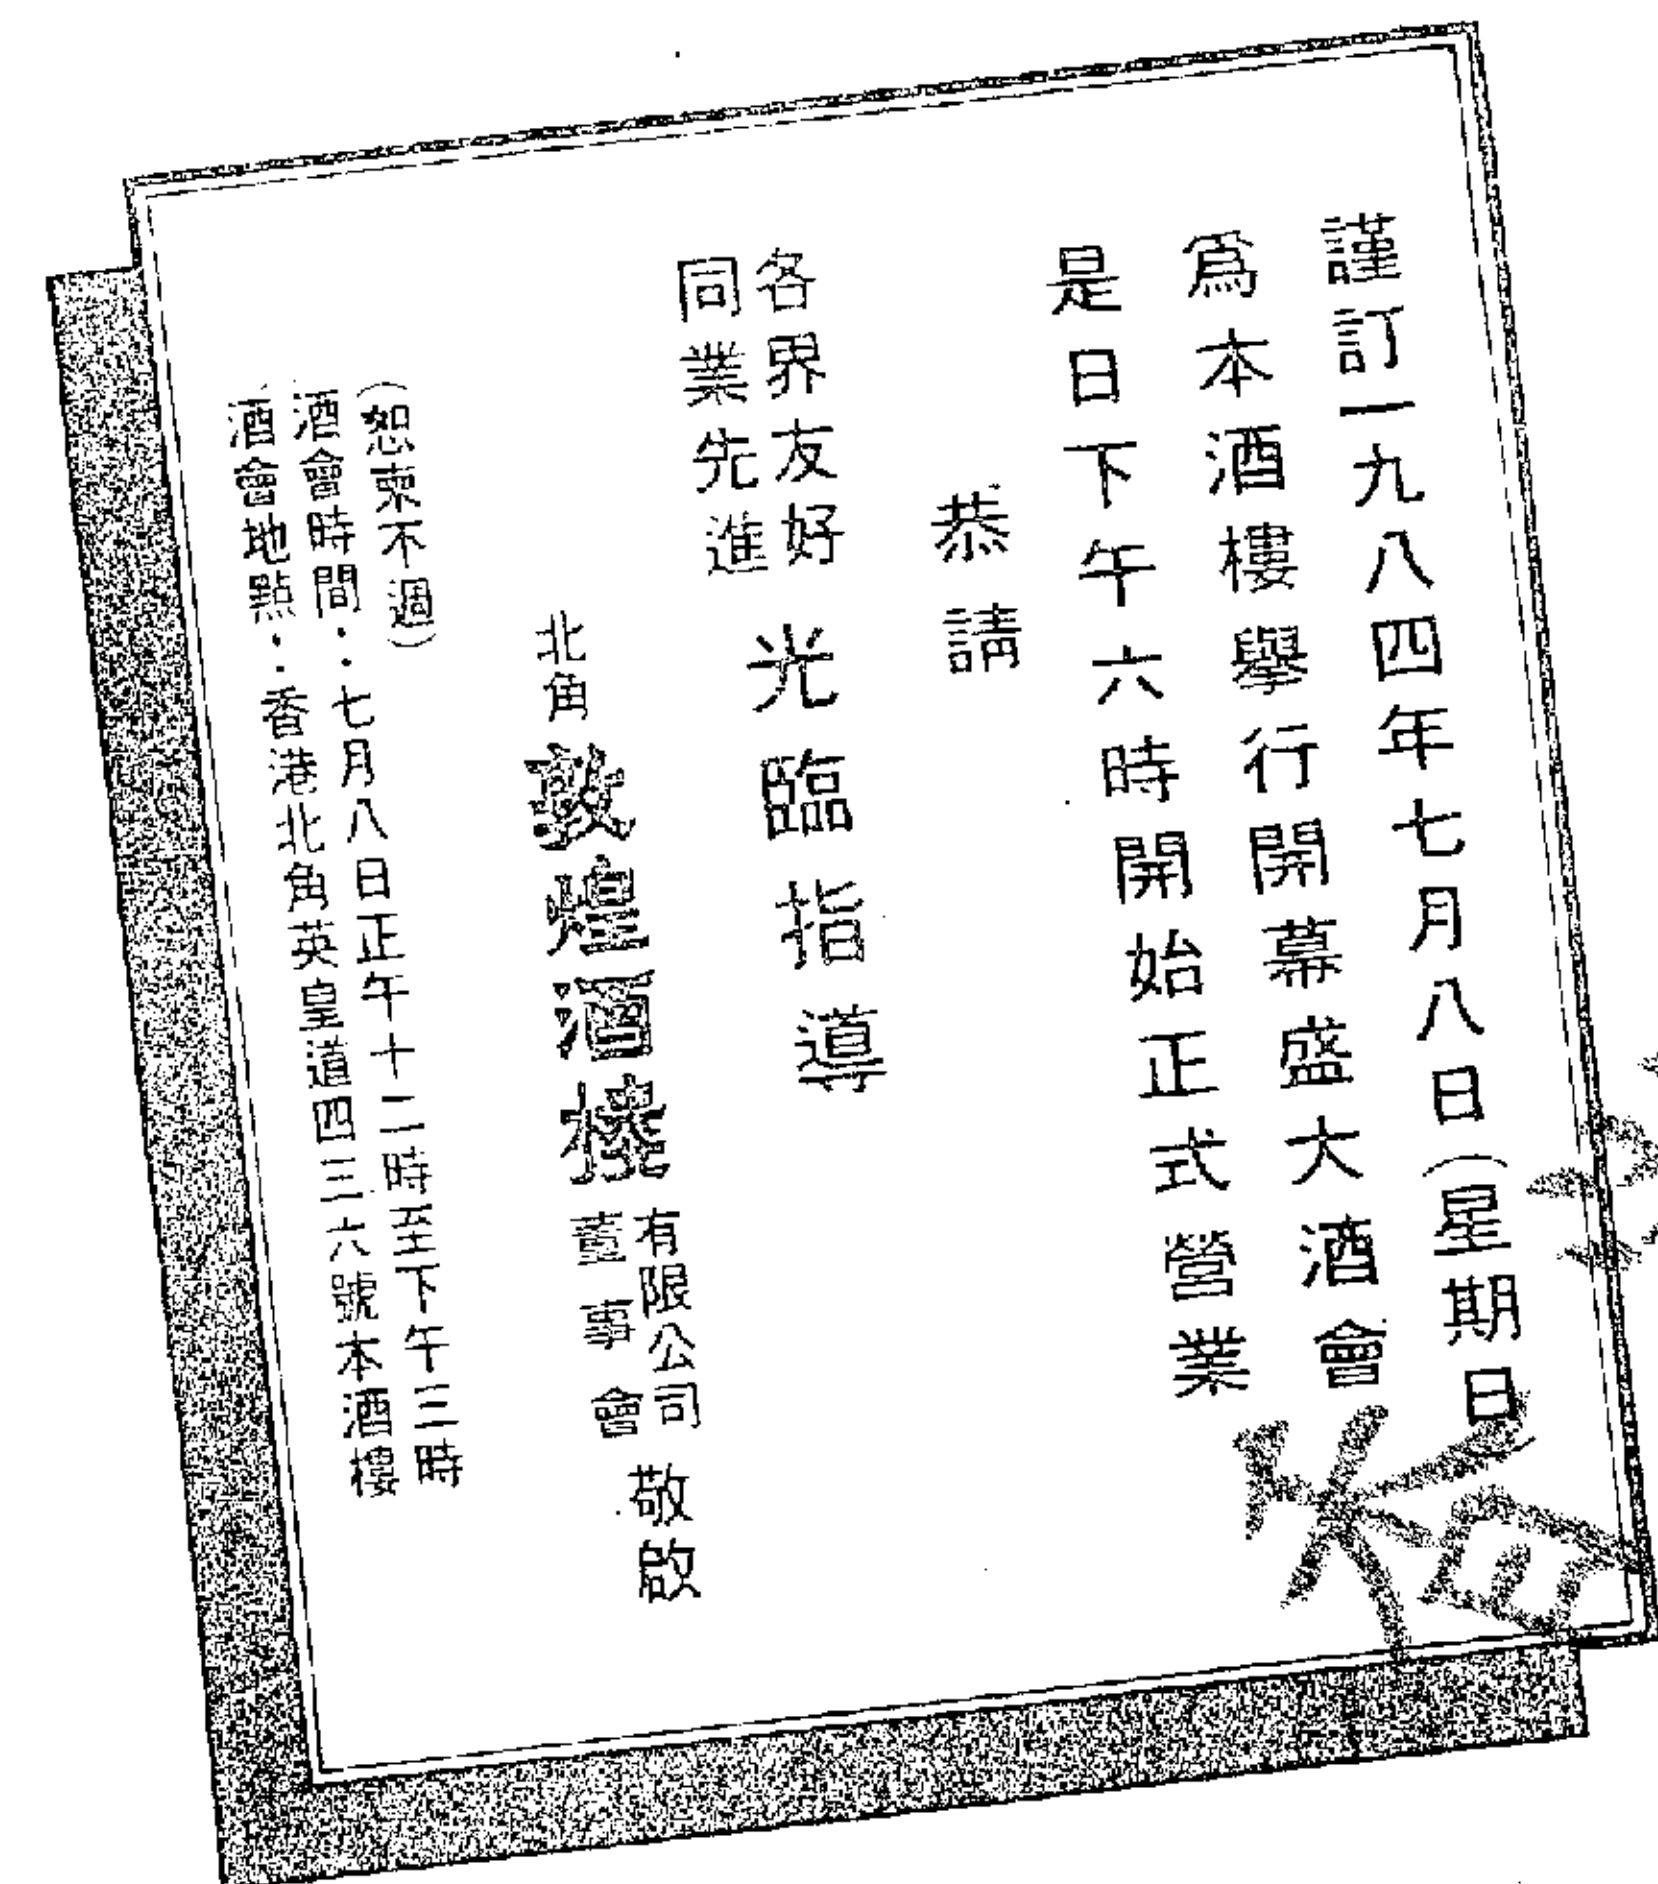 謹訂一九八四年七月八日(星期日)
爲本酒樓舉行開幕盛大酒會
是日下午六時開始正式營業
恭請
各界友好
同業先進
光臨指導
北角敦煌酒樓有限公司
董事會
敬啟
(恕柬不週)
酒會時間:七月八日正午十二時至下午三時
酒會地點:香港北角英皇道四三六號本酒樓